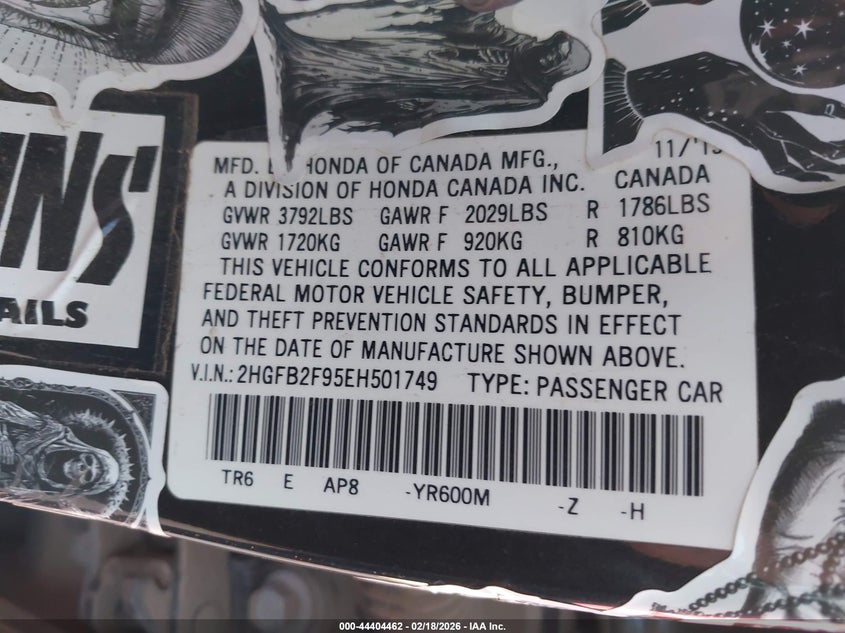 NNS
AILS
11/'13
MFD. BY HONDA OF CANADA MFG.,
A DIVISION OF HONDA CANADA INC. CANADA
GVWR 3792LBS GAWR F 2029LBS R 1786LBS
GVWR 1720KG GAWR F 920KG R 810KG
THIS VEHICLE CONFORMS TO ALL APPLICABLE
FEDERAL MOTOR VEHICLE SAFETY, BUMPER,
AND THEFT PREVENTION STANDARDS IN EFFECT
ON THE DATE OF MANUFACTURE SHOWN ABOVE.
V.I.N.: 2HGFB2F95EH501749 TYPE: PASSENGER CAR
TR6 E AP8 -YR600M -Z -H
000-44404462 - 02/18/2026 - IAA Inc.